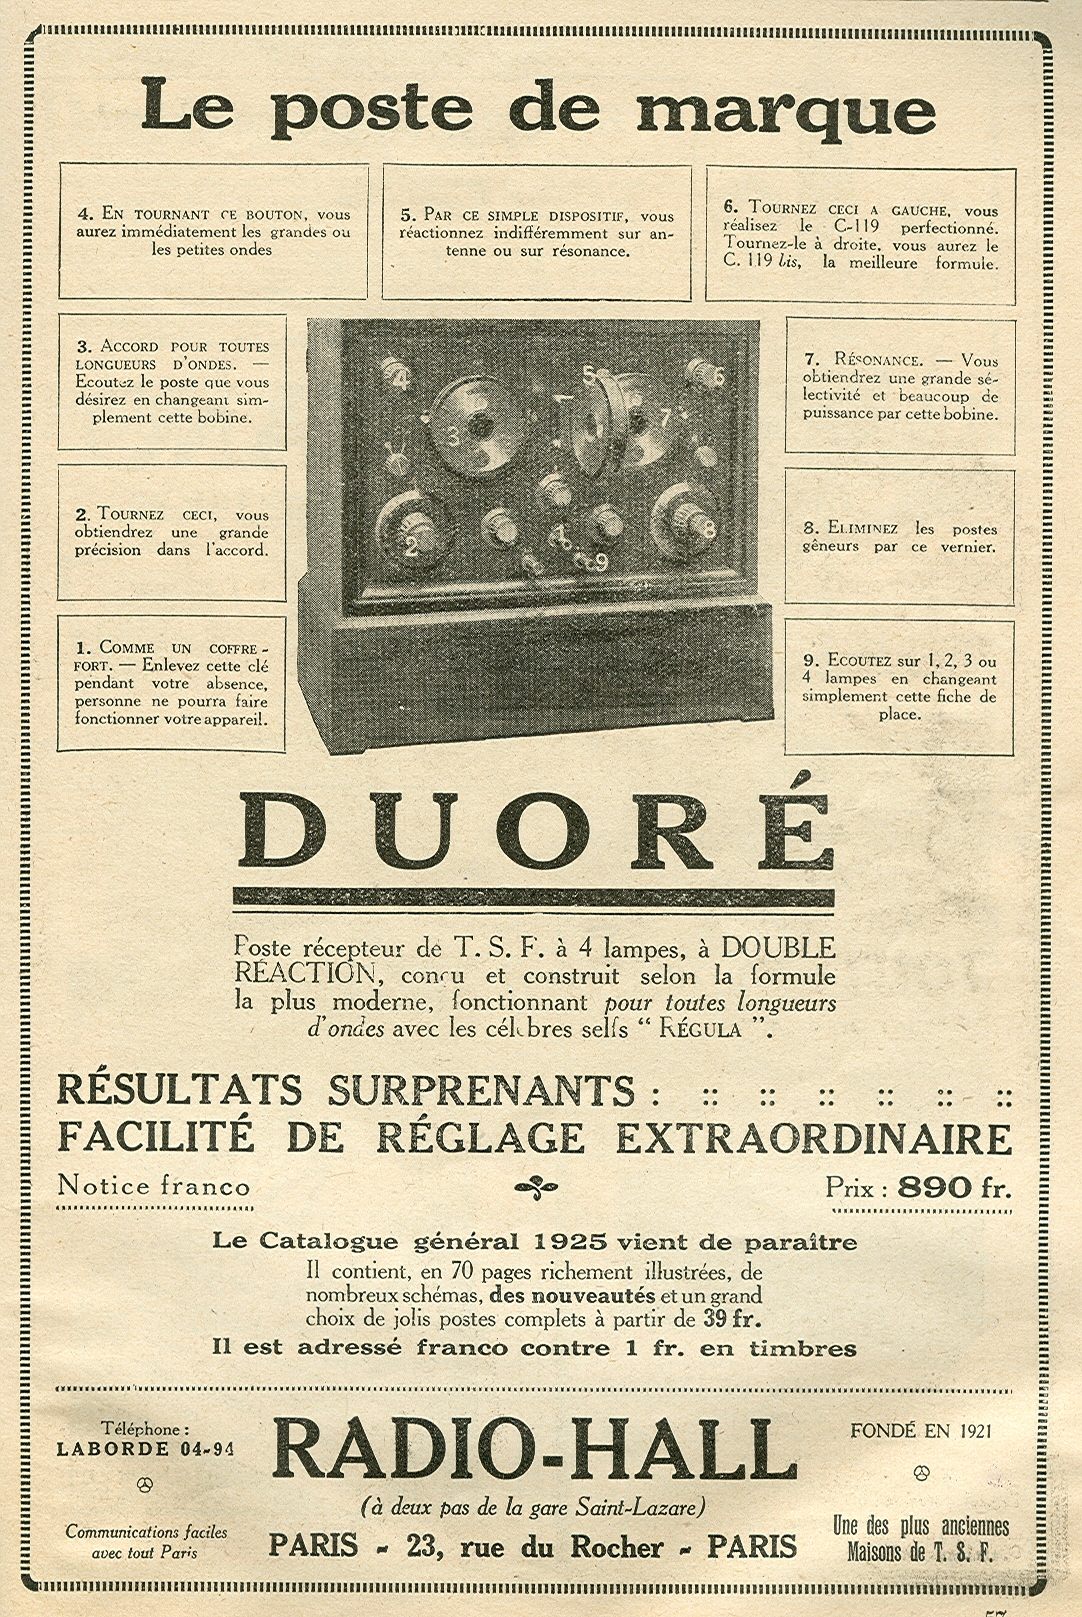 Le poste de marque
4. EN TOURNANT CE BOUTON, vous
aurez immédiatement les grandes ou
les petites ondes
5. PAR CE SIMPLE DISPOSITIF, vous
réactionnez indifféremment sur an-
tenne ou sur résonance.
6. TOURNEZ CECI A GAUCHE, vous
réalisez le C-119 perfectionné.
Tournez-le à droite, vous aurez le
C. 119 bis, la meilleure formule.
3. ACCORD POUR TOUTES
LONGUEURS D'ONDES. —
Ecoutez le poste que vous
désirez en changeant sim-
plement cette bobine.
2. TOURNEZ CECI, vous
obtiendrez une grande
précision dans l'accord.
1. COMME UN COFFRE-
FORT. — Enlevez cette clé
pendant votre absence,
personne ne pourra faire
fonctionner votre appareil.
4
5
6
3
7
2
1
8
9
7. RÉSONANCE. — Vous
obtiendrez une grande sé-
lectivité et beaucoup de
puissance par cette bobine.
8. ELIMINEZ les postes
gêneurs par ce vernier.
9. ECOUTEZ sur 1, 2, 3 ou
4 lampes en changeant
simplement cette fiche de
place.
DUORÉ
Poste récepteur de T. S. F. à 4 lampes, à DOUBLE
RÉACTION, conçu et construit selon la formule
la plus moderne, fonctionnant pour toutes longueurs
d'ondes avec les célèbres selfs “ RÉGULA ”.
RÉSULTATS SURPRENANTS : :: :: :: :: :: ::
FACILITÉ DE RÉGLAGE EXTRAORDINAIRE
Notice franco
Prix : 890 fr.
Le Catalogue général 1925 vient de paraître
Il contient, en 70 pages richement illustrées, de
nombreux schémas, des nouveautés et un grand
choix de jolis postes complets à partir de 39 fr.
Il est adressé franco contre 1 fr. en timbres
Téléphone :
LABORDE 04-94
Communications faciles
avec tout Paris
RADIO-HALL
(à deux pas de la gare Saint-Lazare)
PARIS - 23, rue du Rocher - PARIS
FONDÉ EN 1921
Une des plus anciennes
Maisons de T. S. F.